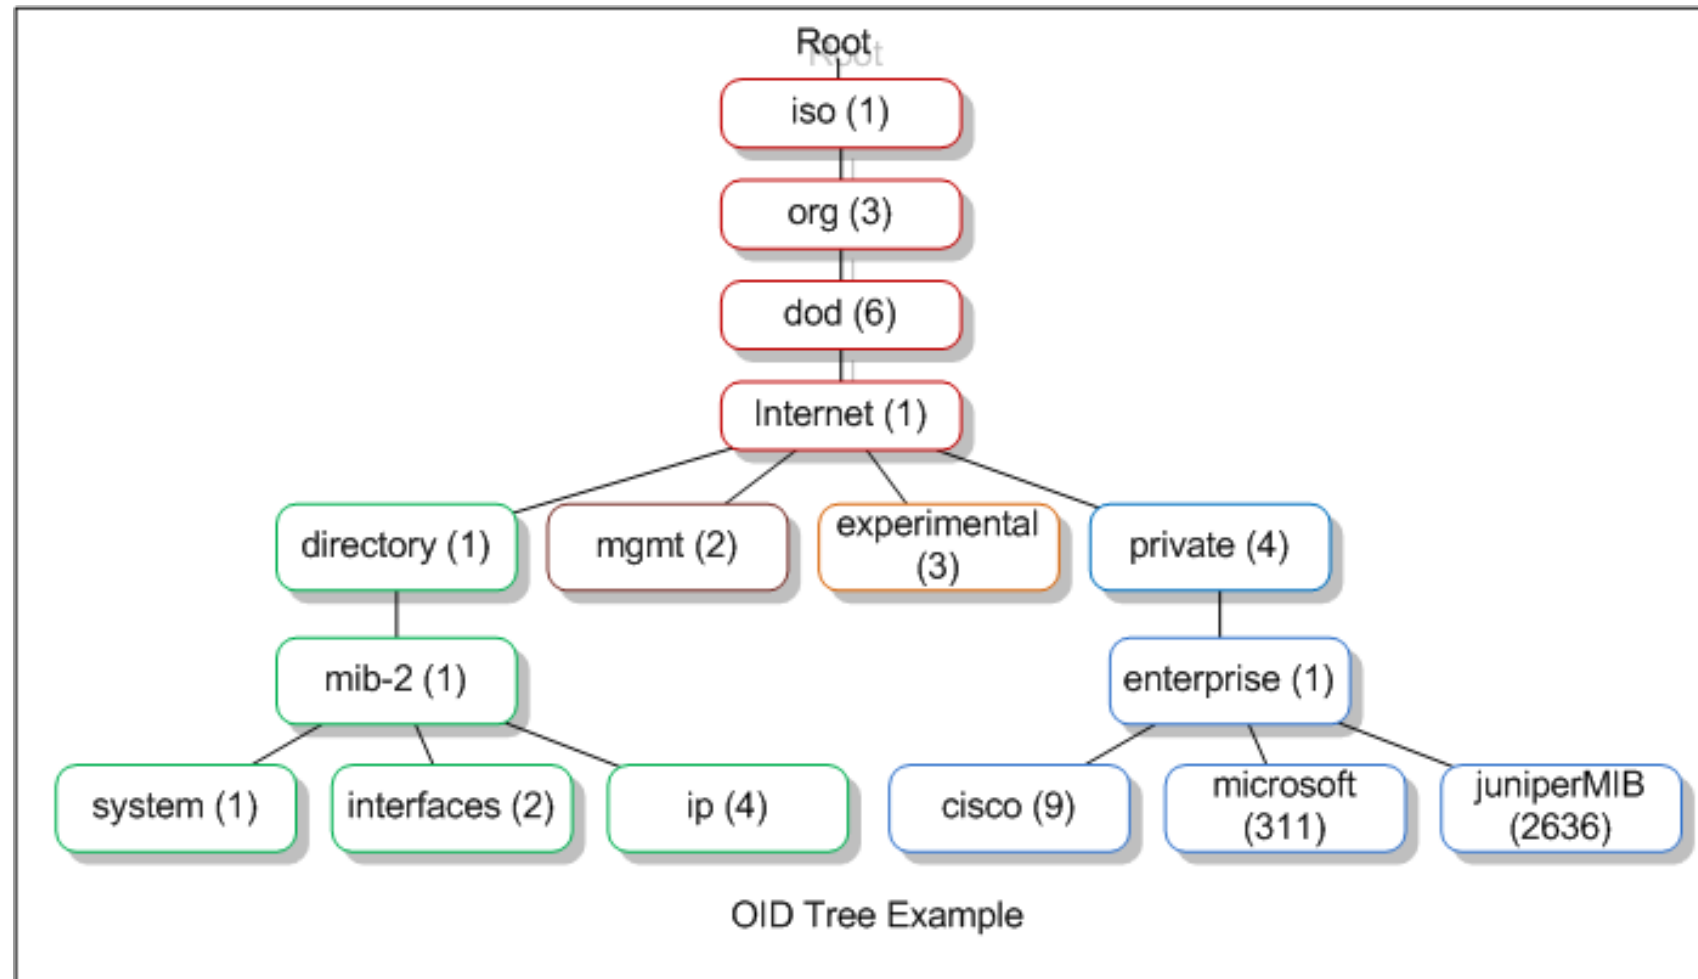 Root
iso (1)
org (3)
dod (6)
Internet (1)
directory (1)
mgmt (2)
experimental
(3)
private (4)
mib-2 (1)
enterprise (1)
system (1)
interfaces (2)
ip (4)
cisco (9)
microsoft
(311)
juniperMIB
(2636)
OID Tree Example